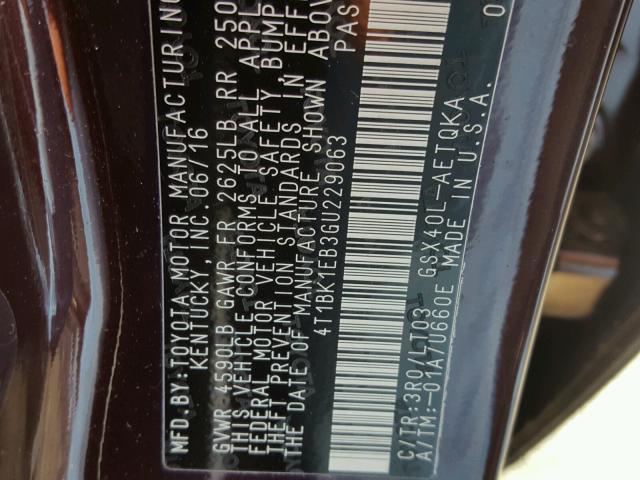 MFD. BY: TOYOTA MOTOR MANUFACTURING
KENTUCKY, INC. 06/16
GVWR 4590LB GAWR FR 2625LB RR 250
THIS VEHICLE CONFORMS TO ALL APPL
FEDERAL MOTOR VEHICLE SAFETY, BUMP
THEFT PREVENTION STANDARDS IN EFF
THE DATE OF MANUFACTURE SHOWN ABOV
4T1BK1EB3GU229063 PAS
C/TR:3R0/L103 GSX40L-AETQKA
A/TM:-01A/U660E MADE IN U.S.A. 0